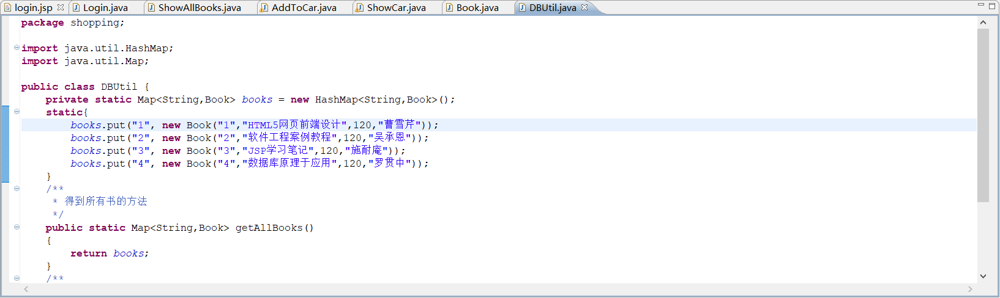 login.jsp Login.java ShowAllBooks.java AddToCar.java ShowCar.java Book.java DBUtil.java
package shopping;
import java.util.HashMap;
import java.util.Map;
public class DBUtil {
private static Map<String,Book> books = new HashMap<String,Book>();
static{
books.put("1", new Book("1","HTML5网页前端设计",120,"曹雪芹"));
books.put("2", new Book("2","软件工程案例教程",120,"吴承恩"));
books.put("3", new Book("3","JSP学习笔记",120,"施耐庵"));
books.put("4", new Book("4","数据库原理于应用",120,"罗贯中"));
}
/**
* 得到所有书的方法
*/
public static Map<String,Book> getAllBooks()
{
return books;
}
/**